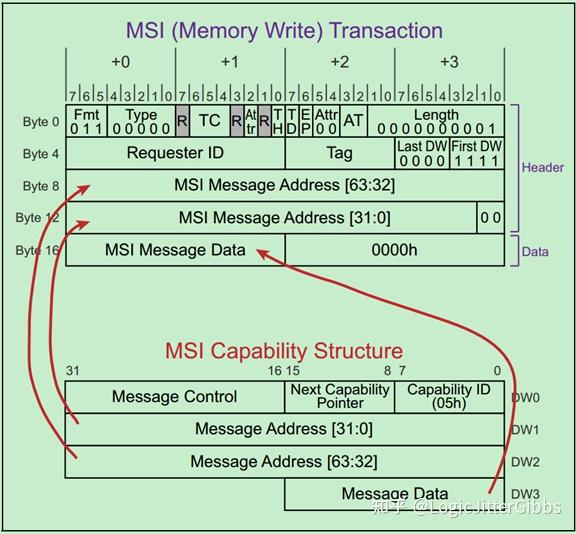 MSI (Memory Write) Transaction
+0 +1 +2 +3
7 6 5 4 3 2 1 0 7 6 5 4 3 2 1 0 7 6 5 4 3 2 1 0 7 6 5 4 3 2 1 0
Byte 0 Fmt 0 1 1 Type 0 0 0 0 0 R TC R Attr R TH TD EP Attr 0 0 AT Length 0 0 0 0 0 0 0 0 0 1
Header
Byte 4 Requester ID Tag Last DW 0 0 0 0 First DW 1 1 1 1
Byte 8 MSI Message Address [63:32]
Byte 12 MSI Message Address [31:0] 0 0
Byte 16 MSI Message Data 0000h
Data
MSI Capability Structure
31 16 15 8 7 0
Message Control Next Capability Pointer Capability ID (05h) DW0
Message Address [31:0] DW1
Message Address [63:32] DW2
Message Data DW3
知乎 @LogicJitterGibbs